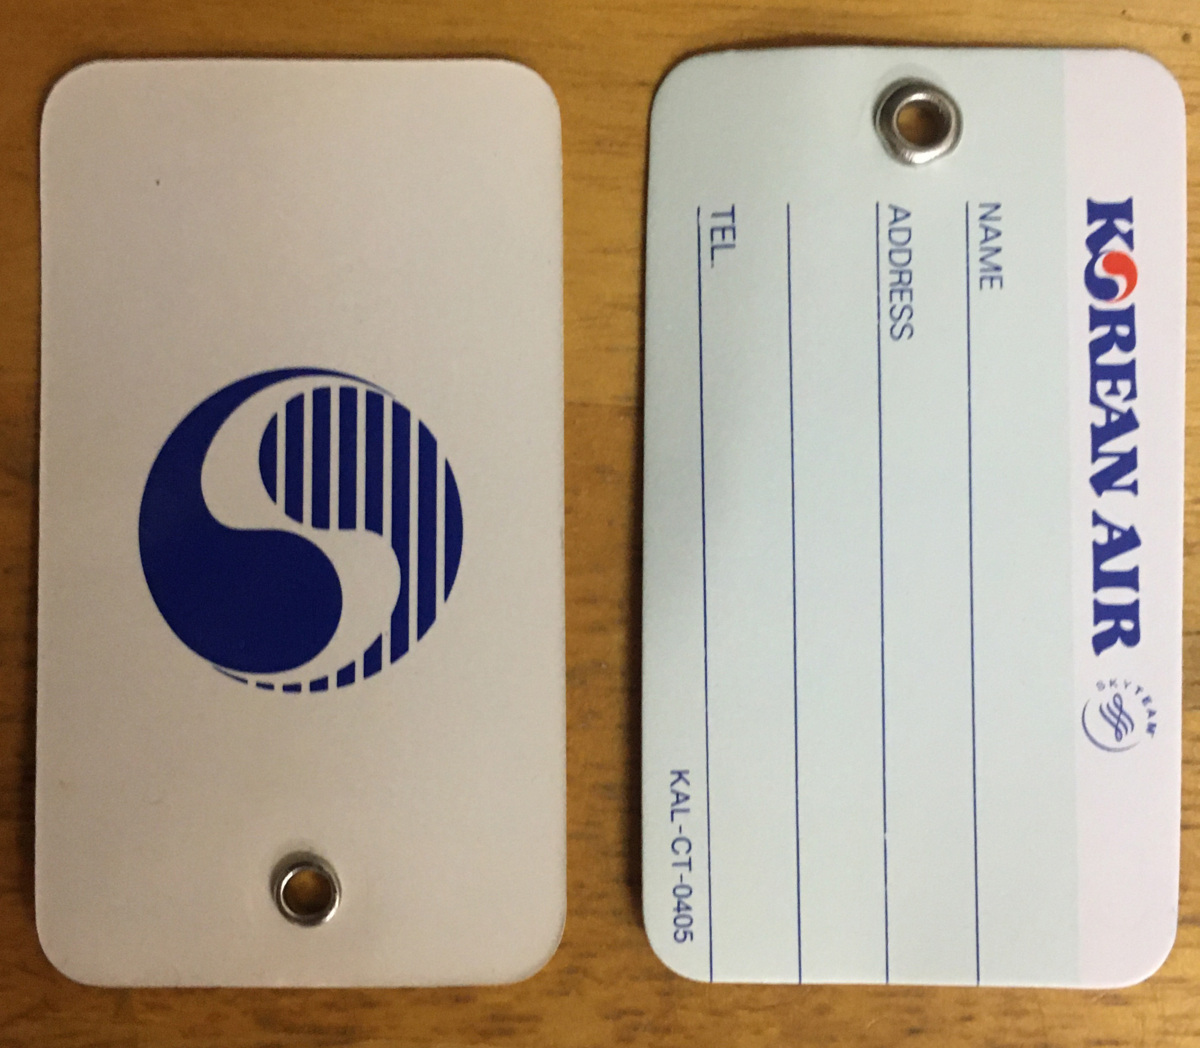 KOREAN AIR
SKYTEAM
NAME
ADDRESS
TEL.
KAL-CT-0405